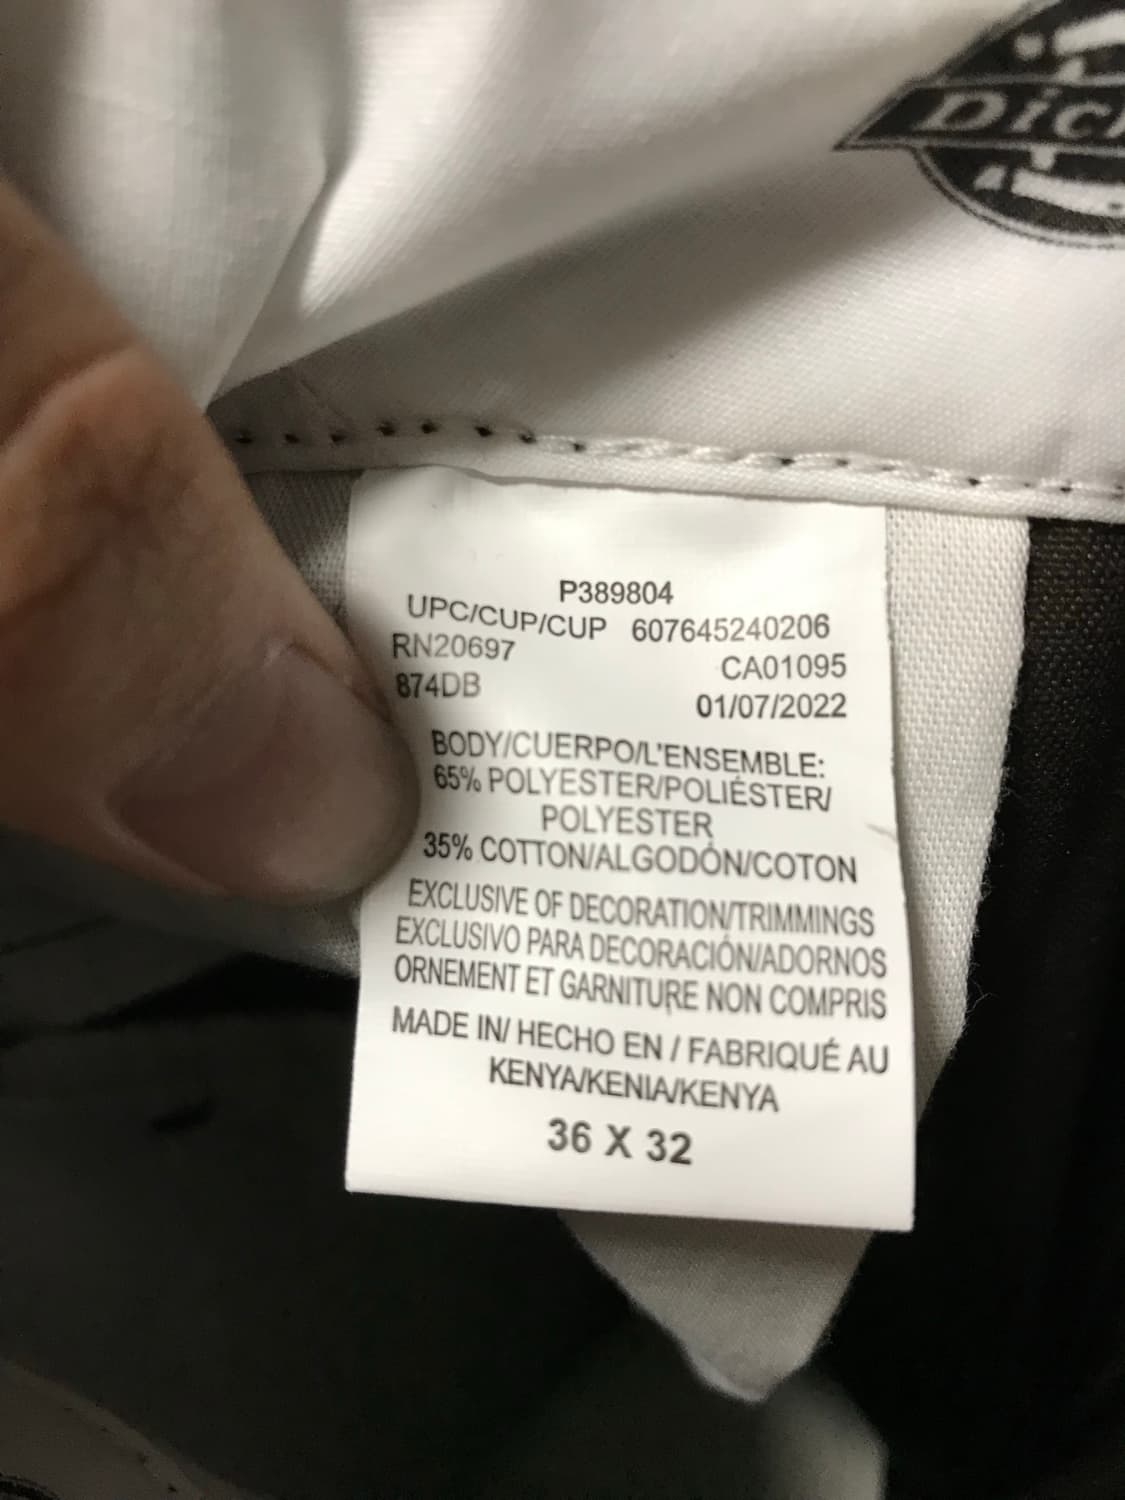 P389804
UPC/CUP/CUP 607645240206
RN20697 CA01095
874DB 01/07/2022
BODY/CUERPO/L'ENSEMBLE:
65% POLYESTER/POLIÉSTER/
POLYESTER
35% COTTON/ALGODÓN/COTON
EXCLUSIVE OF DECORATION/TRIMMINGS
EXCLUSIVO PARA DECORACIÓN/ADORNOS
ORNEMENT ET GARNITURE NON COMPRIS
MADE IN/ HECHO EN / FABRIQUÉ AU
KENYA/KENIA/KENYA
36 X 32